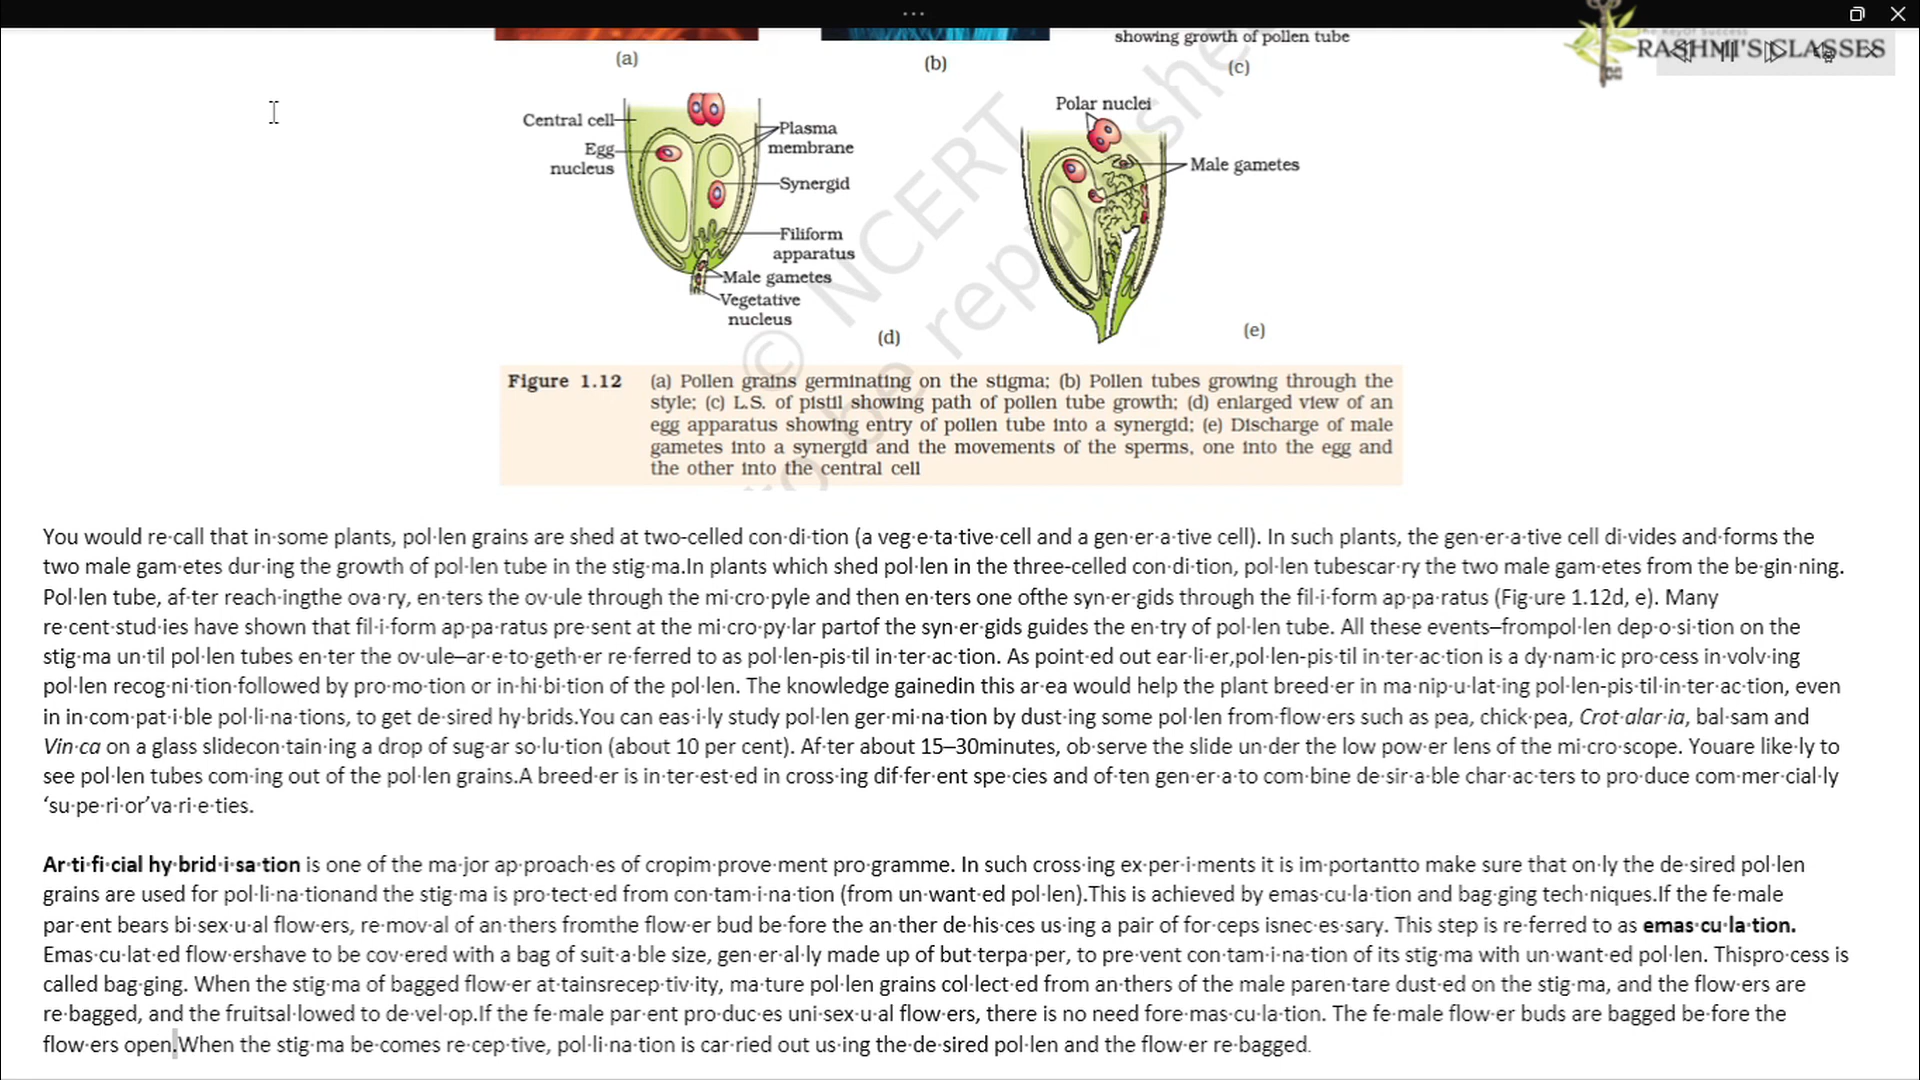 showing growth of pollen tube
(a)
(b)
(c)
RASHMI'S CLASSES
Central cell
Egg
nucleus
Plasma
membrane
Synergid
Filiform
apparatus
Male gametes
Vegetative
nucleus
(d)
Polar nuclei
Male gametes
(e)
© NCERT
to be republishe
Figure 1.12 (a) Pollen grains germinating on the stigma; (b) Pollen tubes growing through the
style; (c) L.S. of pistil showing path of pollen tube growth; (d) enlarged view of an
egg apparatus showing entry of pollen tube into a synergid; (e) Discharge of male
gametes into a synergid and the movements of the sperms, one into the egg and
the other into the central cell
You would re·call that in·some plants, pol·len grains are shed at two-celled con·di·tion (a veg·e·ta·tive·cell and a gen·er·a·tive cell). In such plants, the gen·er·a·tive cell di·vides and·forms the
two male gam·etes dur·ing the growth of pol·len tube in the stig·ma.In plants which shed pol·len in the three-celled con·di·tion, pol·len tubescar·ry the two male gam·etes from the be·gin·ning.
Pol·len tube, af·ter reach·ingthe ova·ry, en·ters the ov·ule through the mi·cro·pyle and then en·ters one ofthe syn·er·gids through the fil·i·form ap·pa·ratus (Fig·ure 1.12d, e). Many
re·cent·stud·ies have shown that fil·i·form ap·pa·ratus pre·sent at the mi·cro·py·lar partof the syn·er·gids guides the en·try of pol·len tube. All these events–frompol·len dep·o·si·tion on the
stig·ma un·til pol·len tubes en·ter the ov·ule–ar·e·to·geth·er re·ferred to as pol·len-pis·til in·ter·ac·tion. As point·ed out ear·li·er,pol·len-pis·til in·ter·ac·tion is a dy·nam·ic pro·cess in·volv·ing
pol·len recog·ni·tion·followed by pro·mo·tion or in·hi·bi·tion of the pol·len. The knowledge gainedin this ar·ea would help the plant breed·er in ma·nip·u·lat·ing pol·len-pis·til·in·ter·ac·tion, even
in in·com·pat·i·ble pol·li·na·tions, to get de·sired hy·brids.You can eas·i·ly study pol·len ger·mi·na·tion by dust·ing some pol·len from·flow·ers such as pea, chick·pea, Crot·alar·ia, bal·sam and
Vin·ca on a glass slidecon·tain·ing a drop of sug·ar so·lu·tion (about 10 per cent). Af·ter about 15–30minutes, ob·serve the slide un·der the low pow·er lens of the mi·cro·scope. Youare like·ly to
see pol·len tubes com·ing out of the pol·len grains.A breed·er is in·ter·est·ed in cross·ing dif·fer·ent spe·cies and of·ten gen·er·a·to com·bine de·sir·a·ble char·ac·ters to pro·duce com·mer·cial·ly
‘su·pe·ri·or’va·ri·e·ties.
Ar·ti·fi·cial hy·brid·i·sa·tion is one of the ma·jor ap·proach·es of cropim·prove·ment pro·gramme. In such cross·ing ex·per·i·ments it is im·portantto make sure that on·ly the de·sired pol·len
grains are used for pol·li·na·tionand the stig·ma is pro·tect·ed from con·tam·i·na·tion (from un·want·ed pol·len).This is achieved by emas·cu·la·tion and bag·ging tech·niques.If the fe·male
par·ent bears bi·sex·u·al flow·ers, re·mov·al of an·thers fromthe flow·er bud be·fore the an·ther de·his·ces us·ing a pair of for·ceps isnec·es·sary. This step is re·ferred to as emas·cu·la·tion.
Emas·cu·lat·ed flow·ershave to be cov·ered with a bag of suit·a·ble size, gen·er·al·ly made up of but·terpa·per, to pre·vent con·tam·i·na·tion of its stig·ma with un·want·ed pol·len. Thispro·cess is
called bag·ging. When the stig·ma of bagged flow·er at·tainsrecep·tiv·ity, ma·ture pol·len grains col·lect·ed from an·thers of the male paren·tare dust·ed on the stig·ma, and the flow·ers are
re·bagged, and the fruitsal·lowed to de·vel·op.If the fe·male par·ent pro·duc·es uni·sex·u·al flow·ers, there is no need fore·mas·cu·la·tion. The fe·male flow·er buds are bagged be·fore the
flow·ers open.When the stig·ma be·comes re·cep·tive, pol·li·na·tion is car·ried out us·ing the·de·sired pol·len and the flow·er re·bagged.